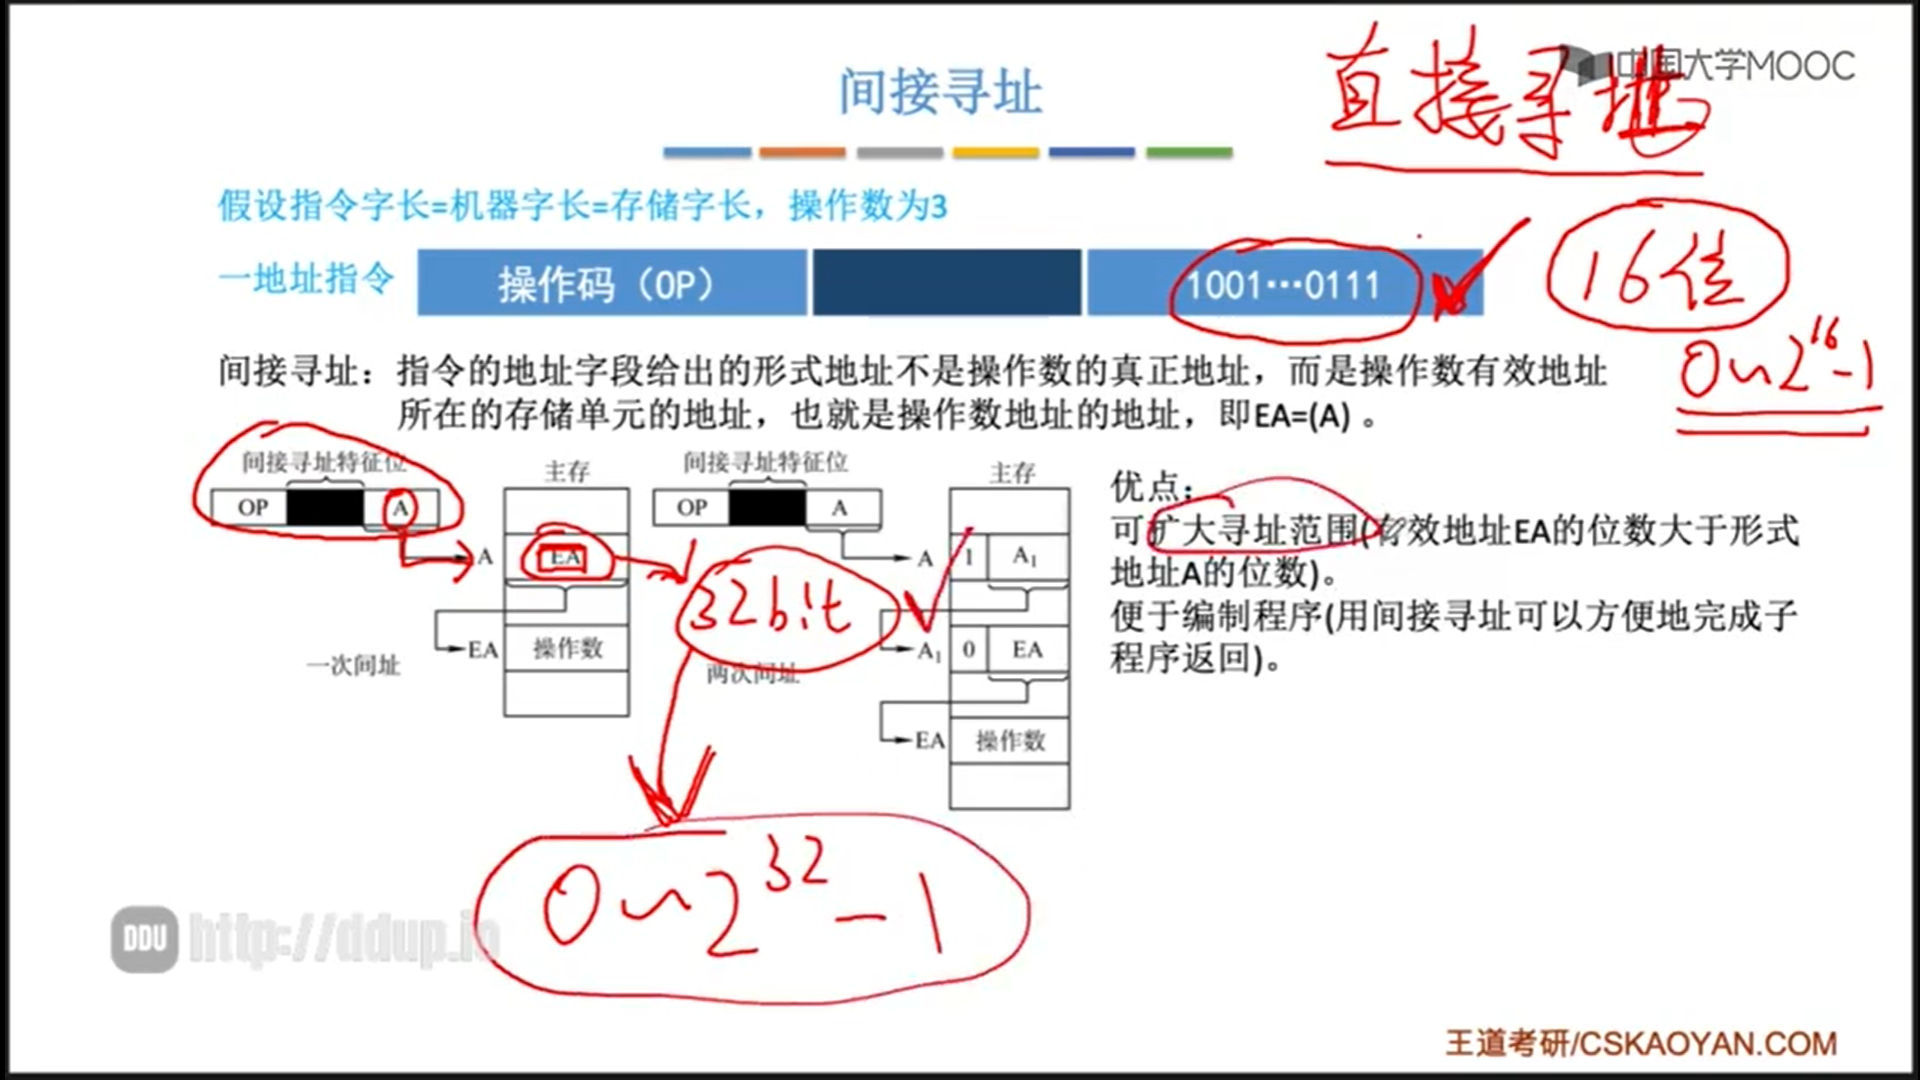 间接寻址
直接寻址
中国大学MOOC
假设指令字长=机器字长=存储字长，操作数为3
一地址指令 操作码（OP） 1001···0111
16位
0~2^16-1
间接寻址：指令的地址字段给出的形式地址不是操作数的真正地址，而是操作数有效地址
所在的存储单元的地址，也就是操作数地址的地址，即EA=(A) 。
间接寻址特征位
OP A
主存
A EA
EA 操作数
一次间址
间接寻址特征位
OP A
主存
A 1 A1
A1 0 EA
EA 操作数
两次间址
32bit
0~2^32-1
优点：
可扩大寻址范围(有效地址EA的位数大于形式
地址A的位数)。
便于编制程序(用间接寻址可以方便地完成子
程序返回)。
DDU http://ddup.io
王道考研/CSKAOYAN.COM